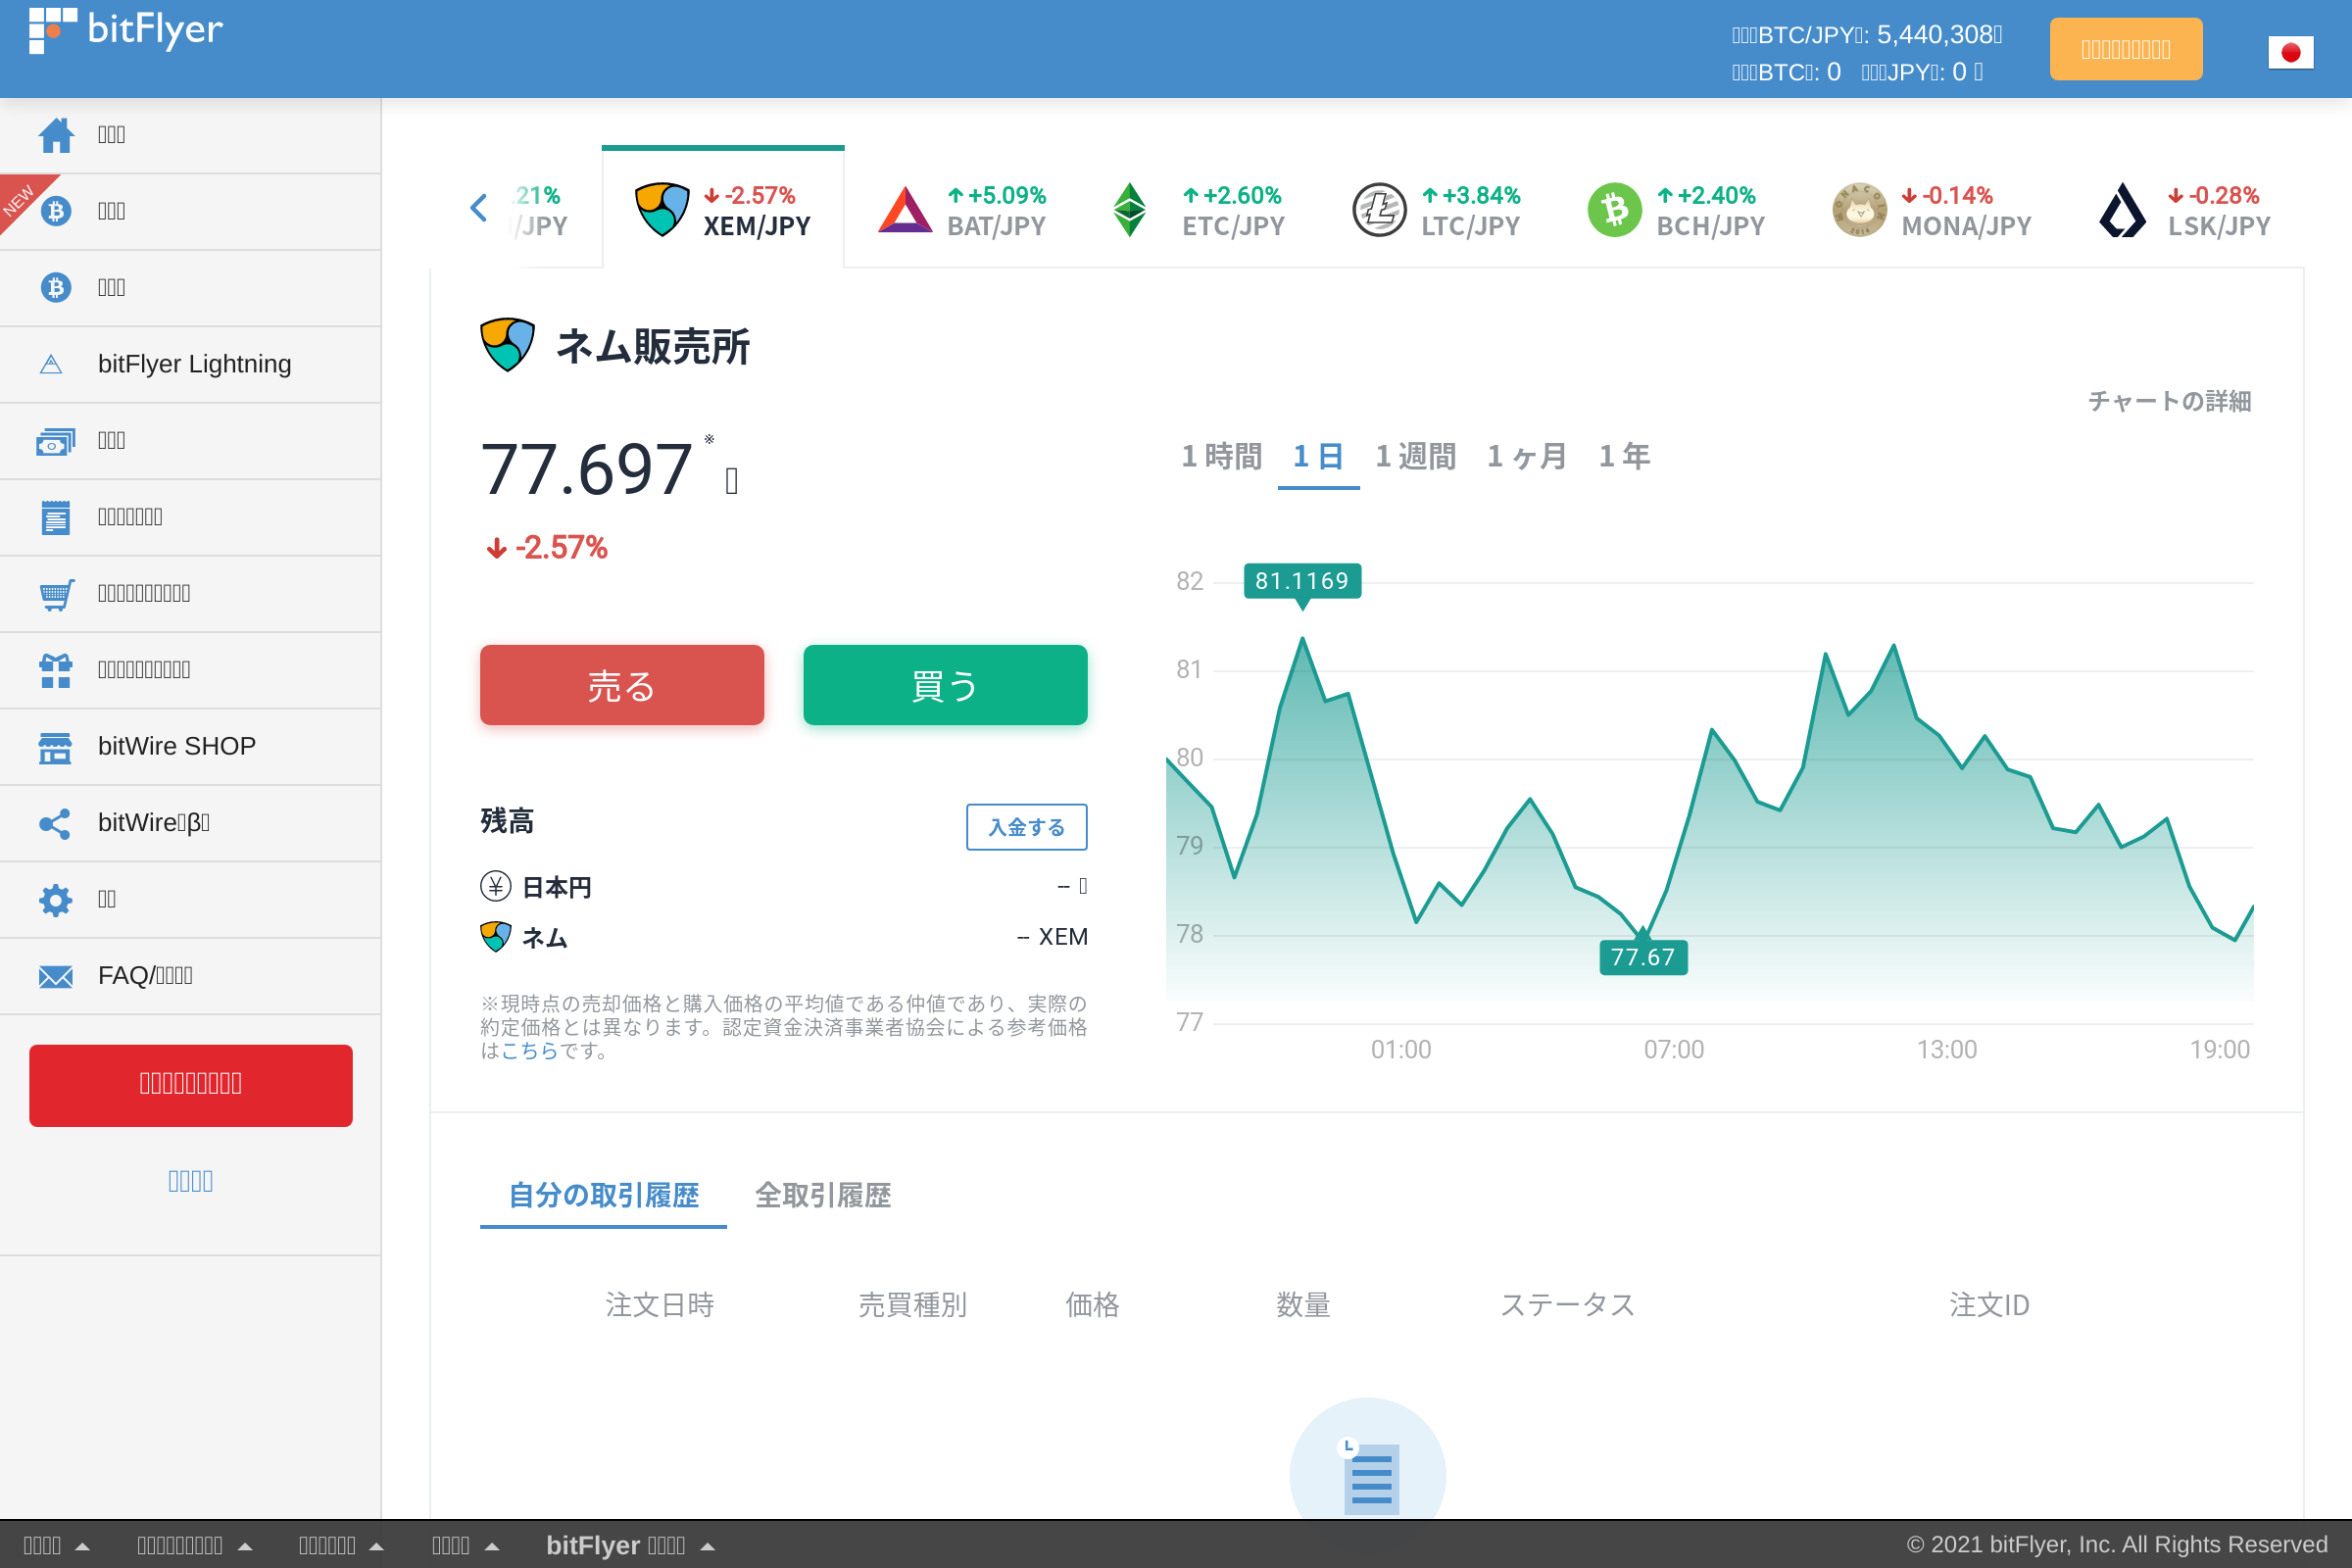 bitFlyer
BTC/JPY : 5,440,308
BTC : 0 JPY : 0
NEW
bitFlyer Lightning
bitWire SHOP
bitWire β
FAQ/
.21%
/JPY
-2.57%
XEM/JPY
+5.09%
BAT/JPY
+2.60%
ETC/JPY
+3.84%
LTC/JPY
+2.40%
BCH/JPY
-0.14%
MONA/JPY
-0.28%
LSK/JPY
ネム販売所
チャートの詳細
77.697 ※
-2.57%
1 時間 1 日 1 週間 1 ヶ月 1 年
売る 買う
残高 入金する
日本円 --
ネム -- XEM
※現時点の売却価格と購入価格の平均値である仲値であり、実際の
約定価格とは異なります。認定資金決済事業者協会による参考価格
はこちらです。
82
81.1169
81
80
79
78
77.67
77
01:00 07:00 13:00 19:00
自分の取引履歴 全取引履歴
注文日時 売買種別 価格 数量 ステータス 注文ID
bitFlyer
© 2021 bitFlyer, Inc. All Rights Reserved